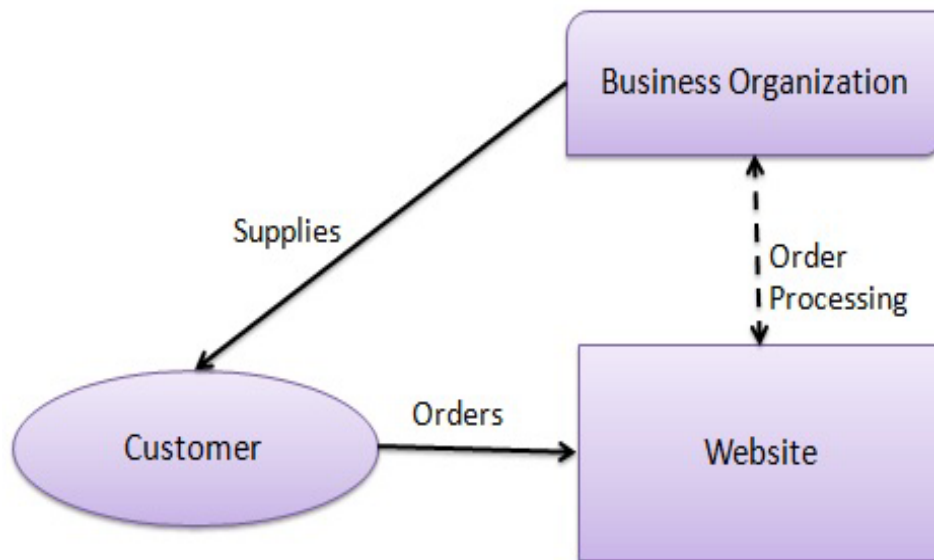 Business Organization
Supplies
Order
Processing
Orders
Customer
Website